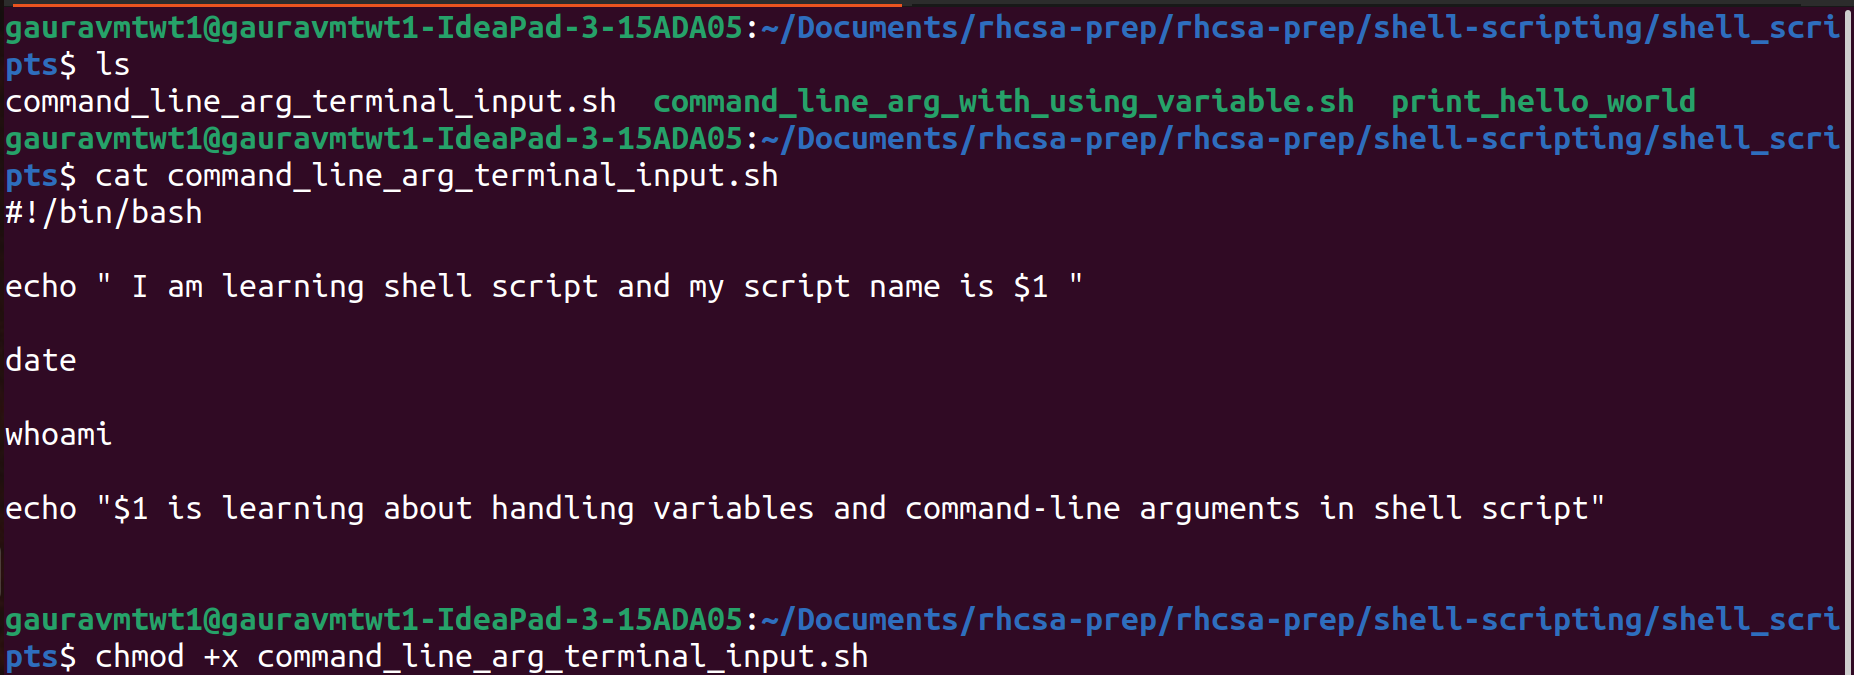 gauravmtwt1@gauravmtwt1-IdeaPad-3-15ADA05:~/Documents/rhcsa-prep/rhcsa-prep/shell-scripting/shell_scri
pts$ ls
command_line_arg_terminal_input.sh  command_line_arg_with_using_variable.sh  print_hello_world
gauravmtwt1@gauravmtwt1-IdeaPad-3-15ADA05:~/Documents/rhcsa-prep/rhcsa-prep/shell-scripting/shell_scri
pts$ cat command_line_arg_terminal_input.sh
#!/bin/bash
echo " I am learning shell script and my script name is $1 "
date
whoami
echo "$1 is learning about handling variables and command-line arguments in shell script"
gauravmtwt1@gauravmtwt1-IdeaPad-3-15ADA05:~/Documents/rhcsa-prep/rhcsa-prep/shell-scripting/shell_scri
pts$ chmod +x command_line_arg_terminal_input.sh